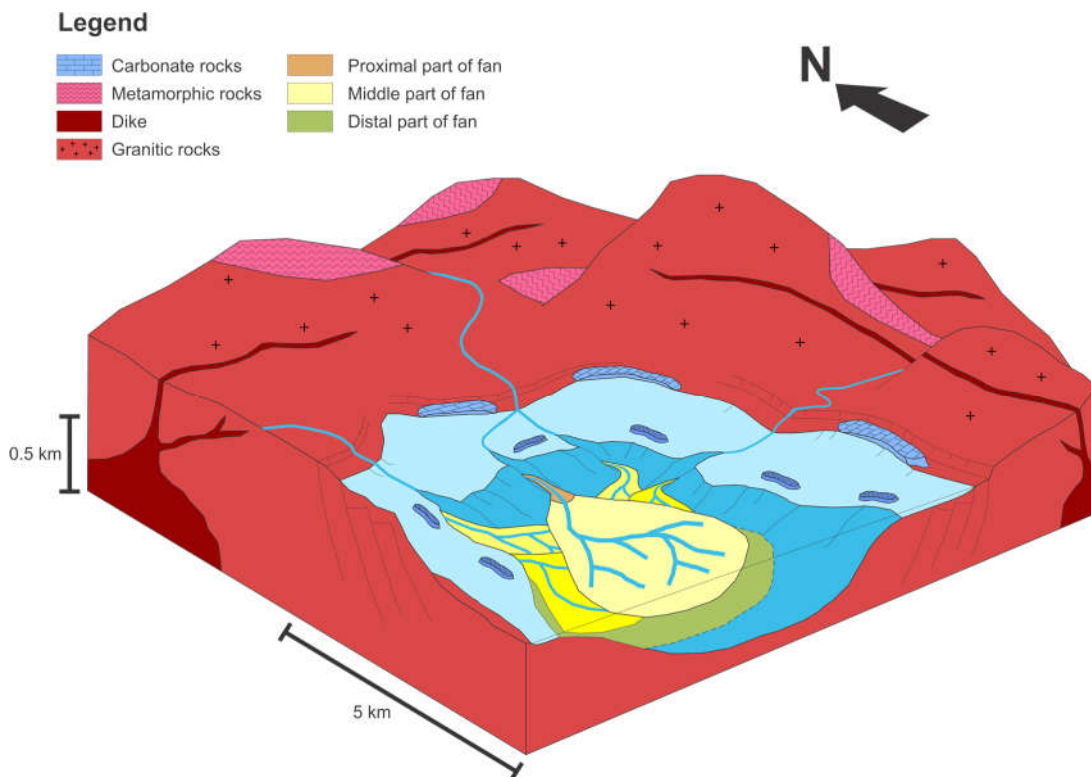 Legend
Carbonate rocks
Metamorphic rocks
Dike
Granitic rocks
Proximal part of fan
Middle part of fan
Distal part of fan
N
0.5 km
5 km